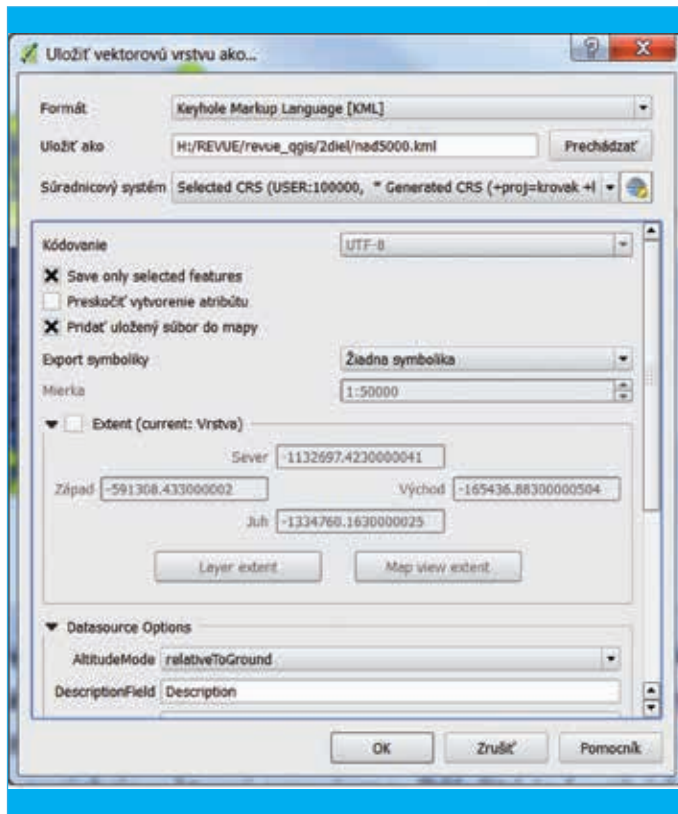 Uložiť vektorovú vrstvu ako...
Formát Keyhole Markup Language [KML]
Uložiť ako H:/REVUE/revue_qgis/2diel/nad5000.kml Prechádzať
Súradnicový systém Selected CRS (USER:100000, * Generated CRS (+proj=krovak +l
Kódovanie UTF-8
Save only selected features
Preskočiť vytvorenie atribútu
Pridať uložený súbor do mapy
Export symboliky Žiadna symbolika
Mierka 1:50000
Extent (current: Vrstva)
Sever -1132697.4230000041
Západ -591308.433000002 Východ -165436.88300000504
Juh -1334760.1630000025
Layer extent Map view extent
Datasource Options
AltitudeMode relativeToGround
DescriptionField Description
OK Zrušiť Pomocník